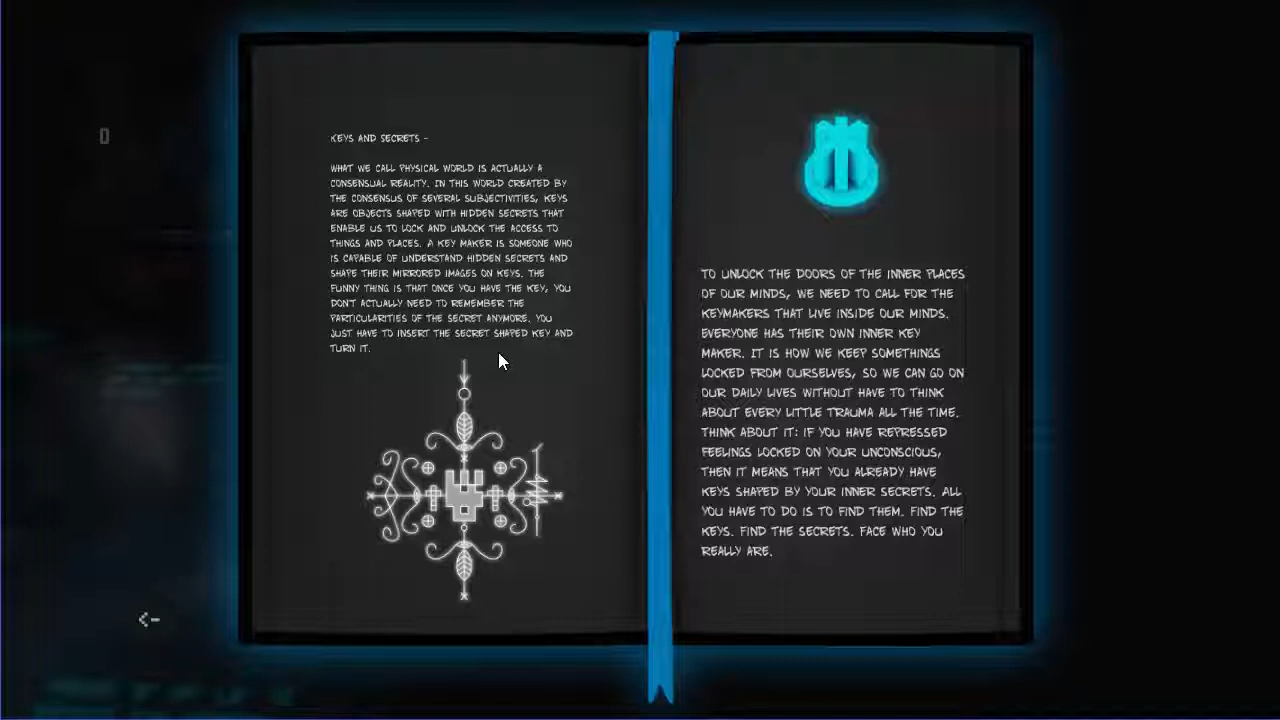 KEYS AND SECRETS -
WHAT WE CALL PHYSICAL WORLD IS ACTUALLY A
CONSENSUAL REALITY. IN THIS WORLD CREATED BY
THE CONSENSUS OF SEVERAL SUBJECTIVITIES, KEYS
ARE OBJECTS SHAPED WITH HIDDEN SECRETS THAT
ENABLE US TO LOCK AND UNLOCK THE ACCESS TO
THINGS AND PLACES. A KEY MAKER IS SOMEONE WHO
IS CAPABLE OF UNDERSTAND HIDDEN SECRETS AND
SHAPE THEIR MIRRORED IMAGES ON KEYS. THE
FUNNY THING IS THAT ONCE YOU HAVE THE KEY, YOU
DON'T ACTUALLY NEED TO REMEMBER THE
PARTICULARITIES OF THE SECRET ANYMORE. YOU
JUST HAVE TO INSERT THE SECRET SHAPED KEY AND
TURN IT.
TO UNLOCK THE DOORS OF THE INNER PLACES
OF OUR MINDS, WE NEED TO CALL FOR THE
KEYMAKERS THAT LIVE INSIDE OUR MINDS.
EVERYONE HAS THEIR OWN INNER KEY
MAKER. IT IS HOW WE KEEP SOMETHINGS
LOCKED FROM OURSELVES, SO WE CAN GO ON
OUR DAILY LIVES WITHOUT HAVE TO THINK
ABOUT EVERY LITTLE TRAUMA ALL THE TIME.
THINK ABOUT IT: IF YOU HAVE REPRESSED
FEELINGS LOCKED ON YOUR UNCONSCIOUS,
THEN IT MEANS THAT YOU ALREADY HAVE
KEYS SHAPED BY YOUR INNER SECRETS. ALL
YOU HAVE TO DO IS TO FIND THEM. FIND THE
KEYS. FIND THE SECRETS. FACE WHO YOU
REALLY ARE.